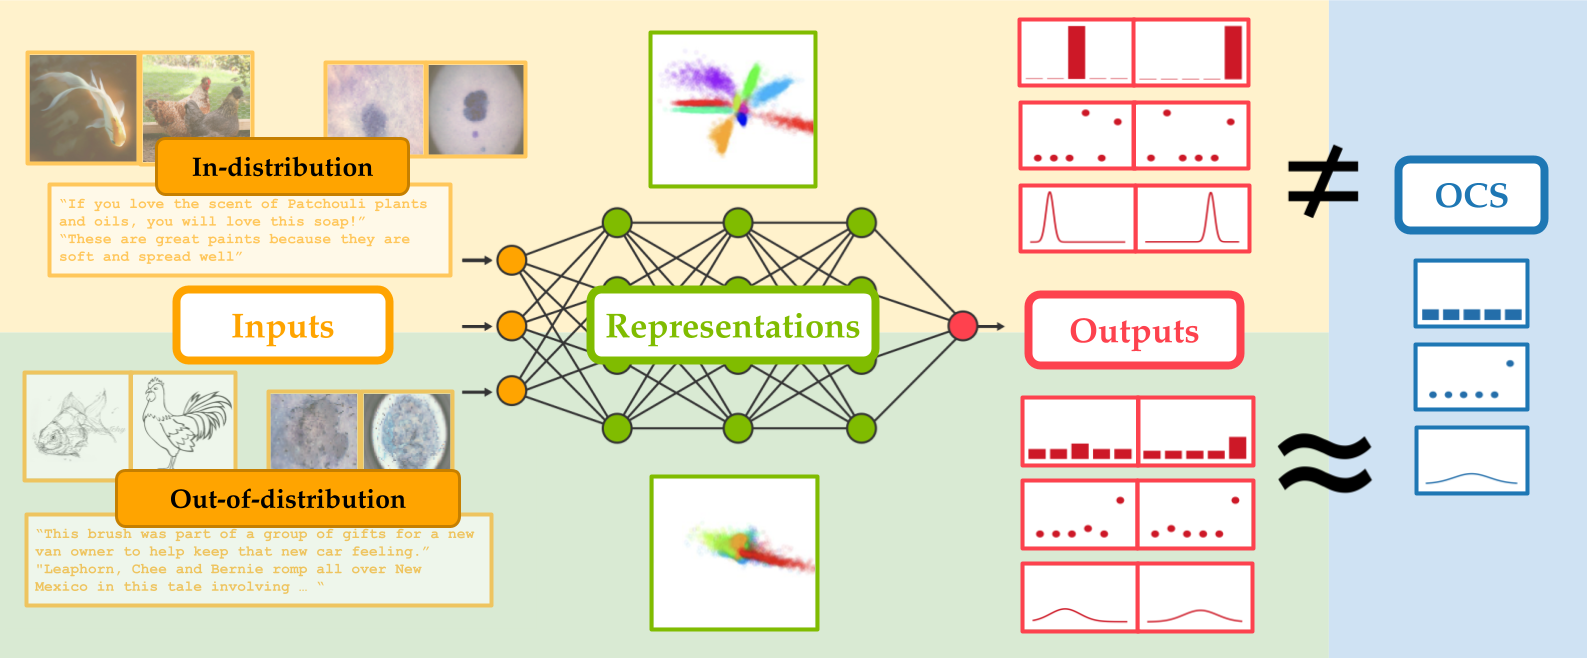 In-distribution
“If you love the scent of Patchouli plants
and oils, you will love this soap!”
“These are great paints because they are
soft and spread well”
Inputs
Representations
Outputs
OCS
Out-of-distribution
“This brush was part of a group of gifts for a new
van owner to help keep that new car feeling.”
"Leaphorn, Chee and Bernie romp all over New
Mexico in this tale involving … “
≠
≈